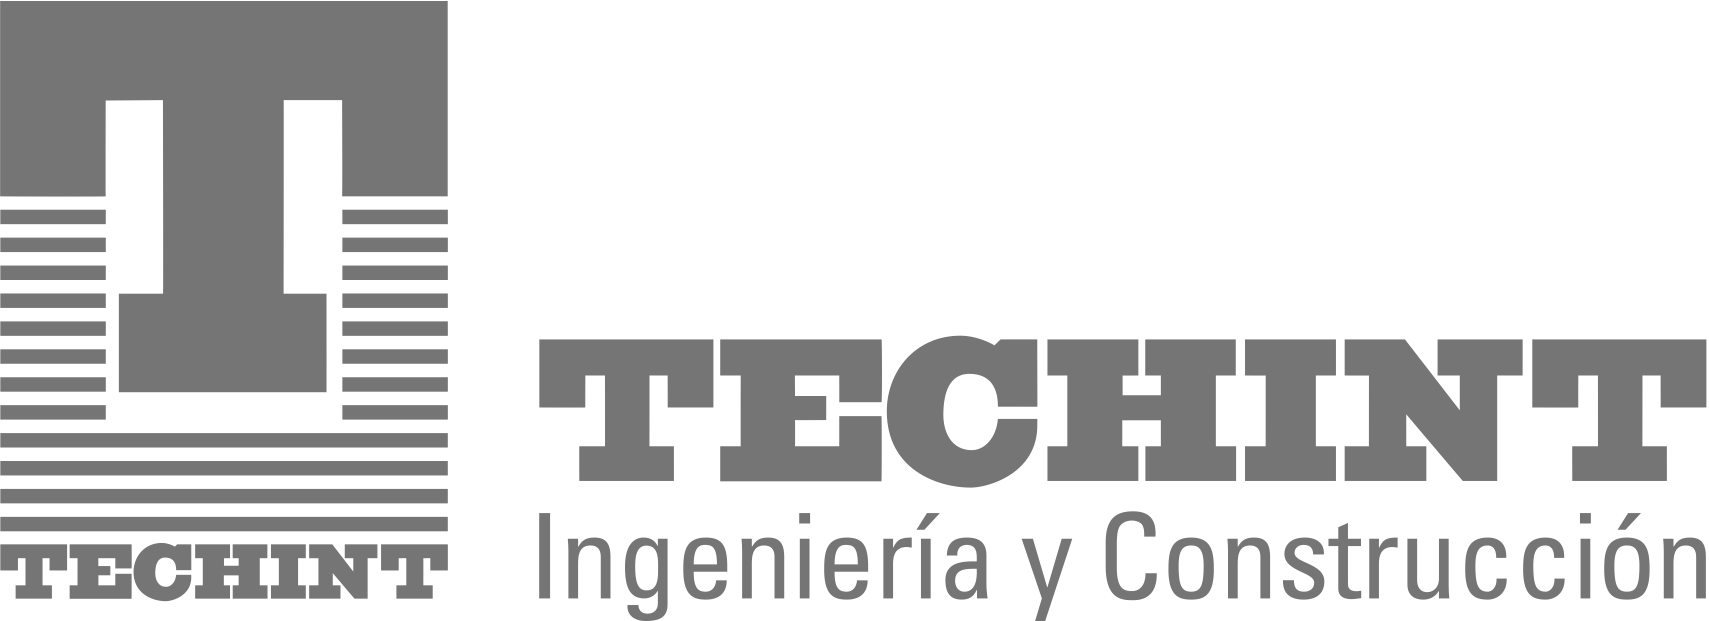 T
TECHINT
TECHINT
Ingeniería y Construcción